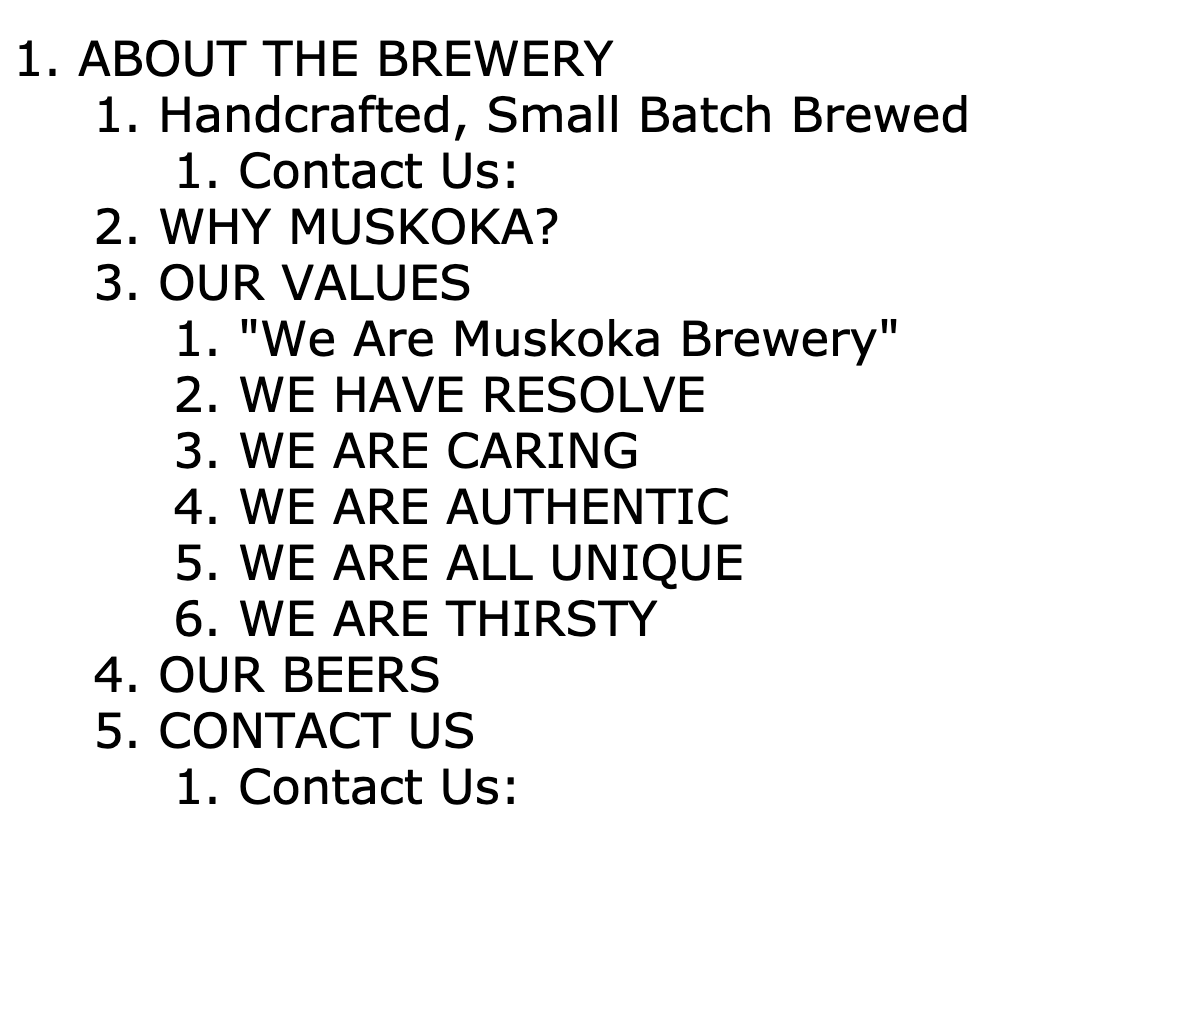 1. ABOUT THE BREWERY
1. Handcrafted, Small Batch Brewed
1. Contact Us:
2. WHY MUSKOKA?
3. OUR VALUES
1. "We Are Muskoka Brewery"
2. WE HAVE RESOLVE
3. WE ARE CARING
4. WE ARE AUTHENTIC
5. WE ARE ALL UNIQUE
6. WE ARE THIRSTY
4. OUR BEERS
5. CONTACT US
1. Contact Us: